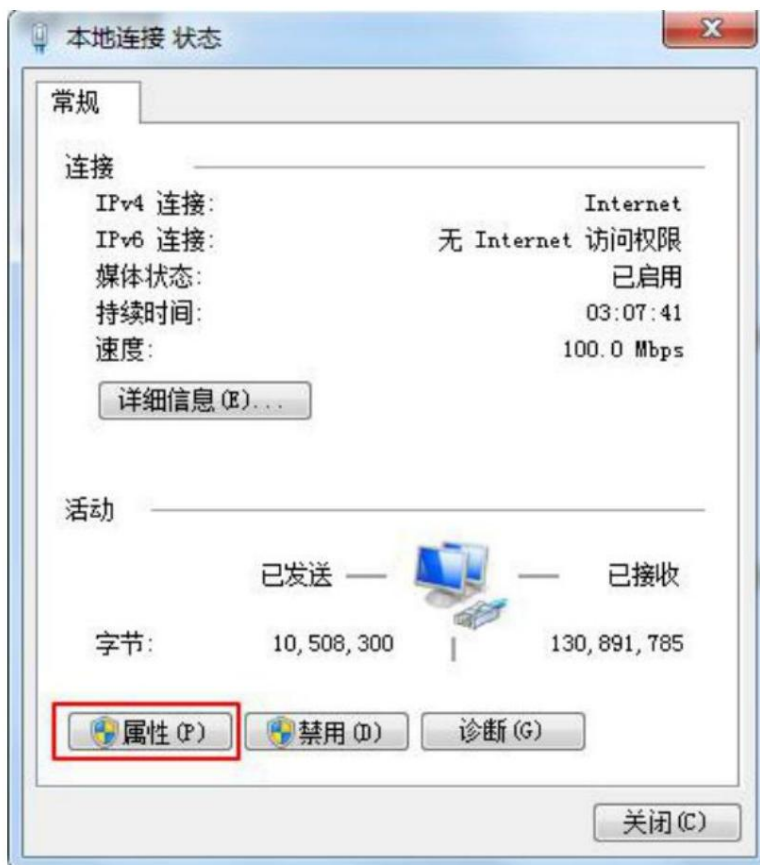 本地连接 状态
常规
连接
IPv4 连接: Internet
IPv6 连接: 无 Internet 访问权限
媒体状态: 已启用
持续时间: 03:07:41
速度: 100.0 Mbps
详细信息(E)...
活动
已发送 — — 已接收
字节: 10,508,300 | 130,891,785
属性(P) 禁用(D) 诊断(G)
关闭(C)